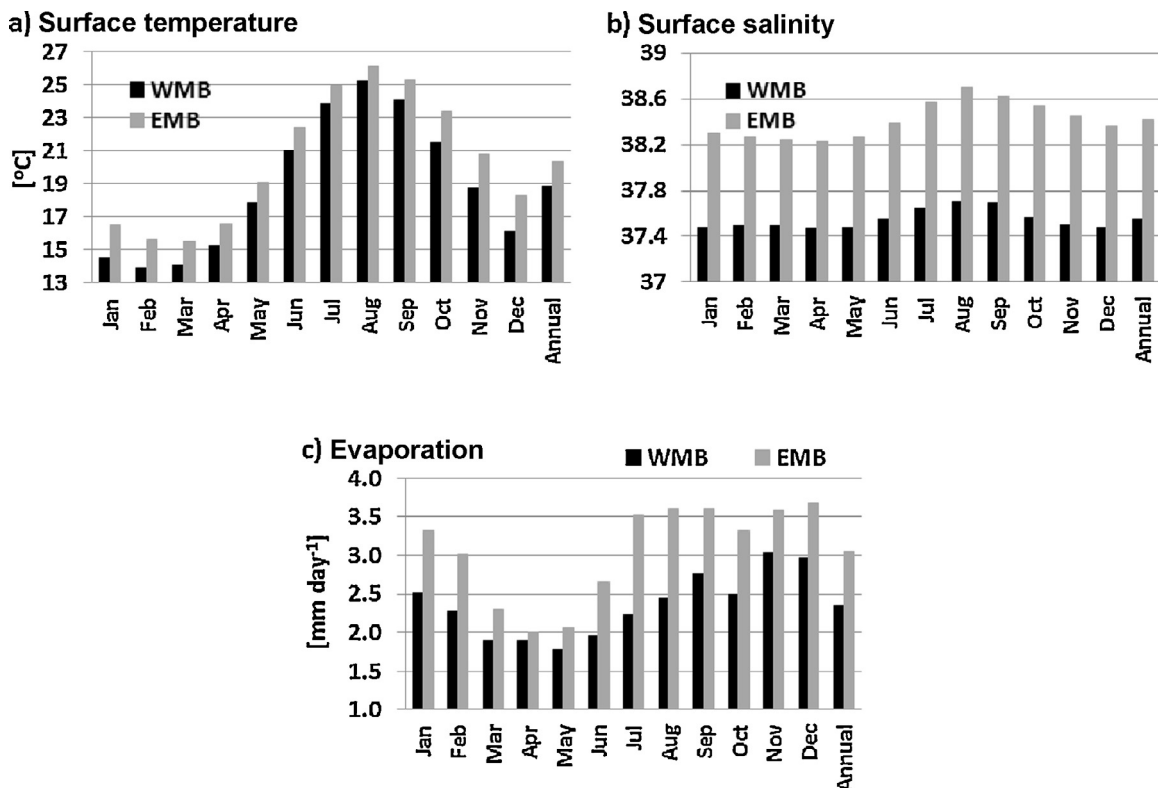 a) Surface temperature
27
25
23
21
19
17
15
13
[°C]
WMB
EMB
Jan
Feb
Mar
Apr
May
Jun
Jul
Aug
Sep
Oct
Nov
Dec
Annual
b) Surface salinity
39
38.6
38.2
37.8
37.4
37
WMB
EMB
Jan
Feb
Mar
Apr
May
Jun
Jul
Aug
Sep
Oct
Nov
Dec
Annual
c) Evaporation
WMB
EMB
4.0
3.5
3.0
2.5
2.0
1.5
1.0
[mm day-1]
Jan
Feb
Mar
Apr
May
Jun
Jul
Aug
Sep
Oct
Nov
Dec
Annual